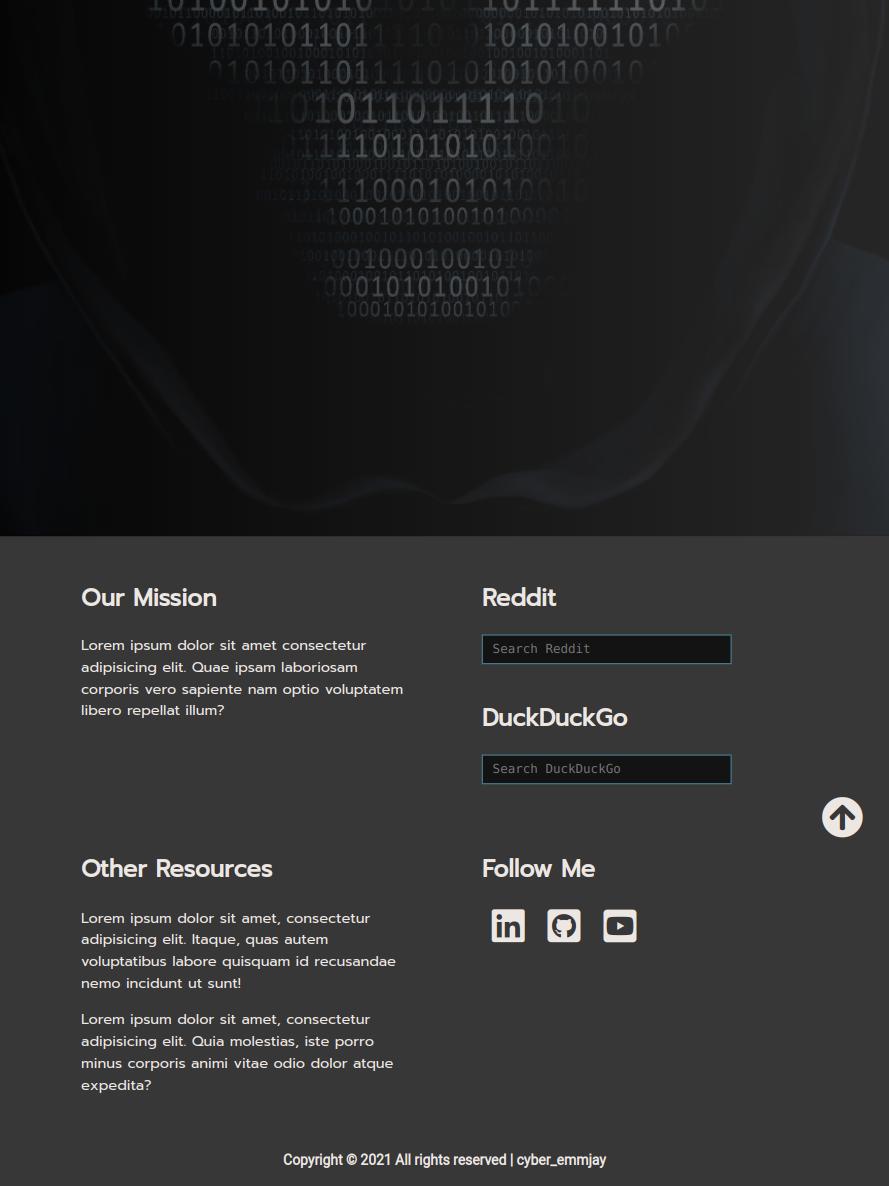 Our Mission
Lorem ipsum dolor sit amet consectetur
adipisicing elit. Quae ipsam laboriosam
corporis vero sapiente nam optio voluptatem
libero repellat illum?
Reddit
Search Reddit
DuckDuckGo
Search DuckDuckGo
Other Resources
Lorem ipsum dolor sit amet, consectetur
adipisicing elit. Itaque, quas autem
voluptatibus labore quisquam id recusandae
nemo incidunt ut sunt!
Lorem ipsum dolor sit amet, consectetur
adipisicing elit. Quia molestias, iste porro
minus corporis animi vitae odio dolor atque
expedita?
Follow Me
in
Copyright © 2021 All rights reserved | cyber_emmjay